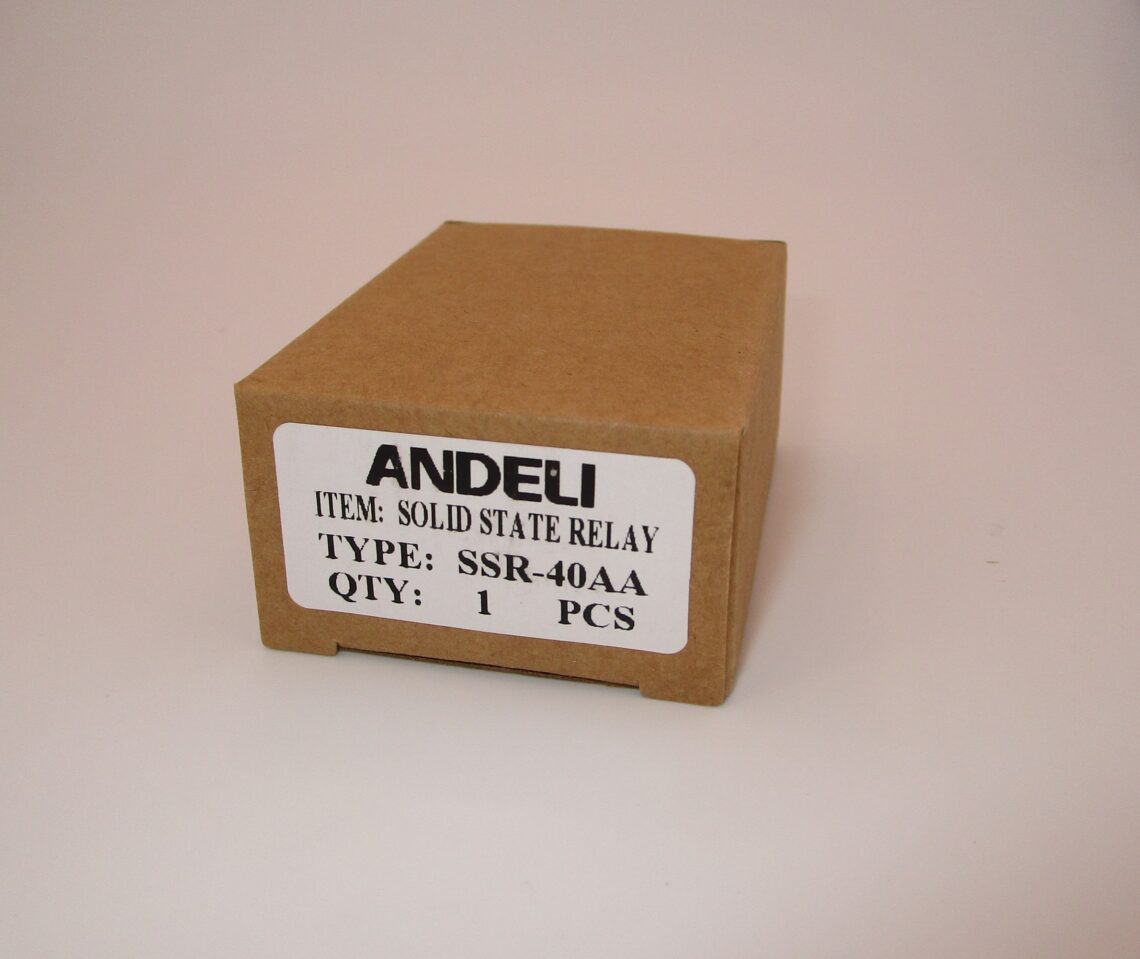 ANDELI
ITEM: SOLID STATE RELAY
TYPE: SSR-40AA
QTY: 1 PCS